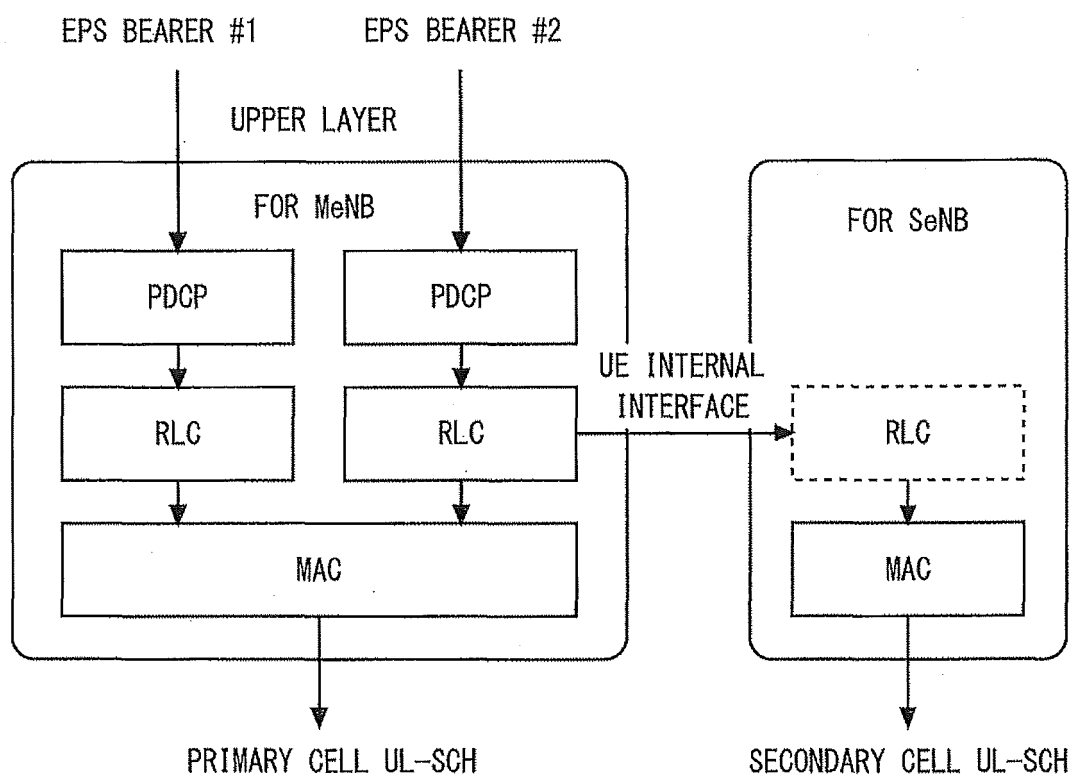 EPS BEARER #1
EPS BEARER #2
UPPER LAYER
FOR MeNB
FOR SeNB
PDCP
PDCP
UE INTERNAL
INTERFACE
RLC
RLC
RLC
MAC
MAC
PRIMARY CELL UL-SCH
SECONDARY CELL UL-SCH